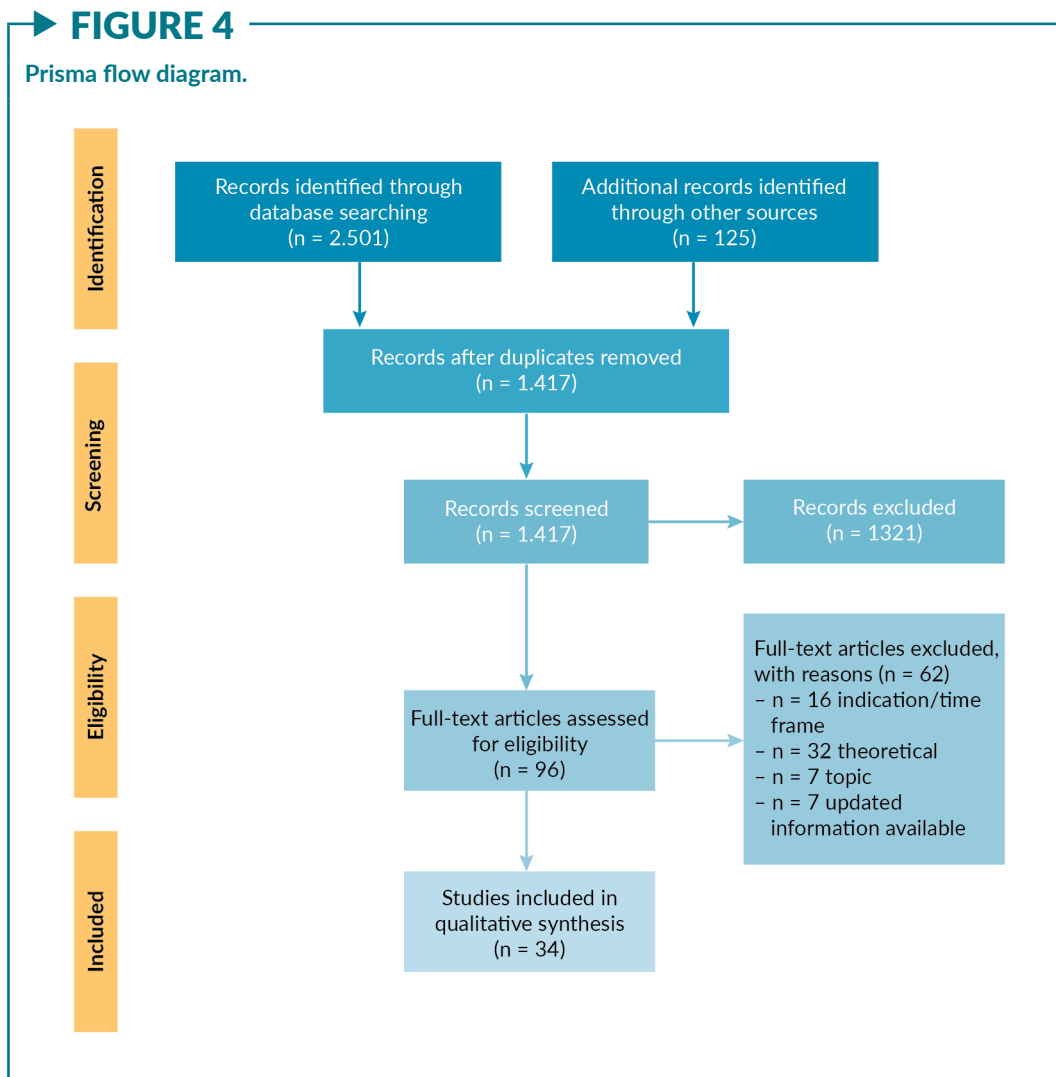 FIGURE 4
Prisma flow diagram.
Identification
Records identified through
database searching
(n = 2.501)
Additional records identified
through other sources
(n = 125)
Records after duplicates removed
(n = 1.417)
Screening
Records screened
(n = 1.417)
Records excluded
(n = 1321)
Eligibility
Full-text articles assessed
for eligibility
(n = 96)
Full-text articles excluded,
with reasons (n = 62)
– n = 16 indication/time
frame
– n = 32 theoretical
– n = 7 topic
– n = 7 updated
information available
Included
Studies included in
qualitative synthesis
(n = 34)